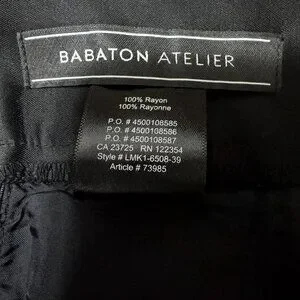 BABATON ATELIER
100% Rayon
100% Rayonne
P.O. # 4500108585
P.O. # 4500108586
P.O. # 4500108587
CA 23725 RN 122354
Style # LMK1-6508-39
Article # 73985